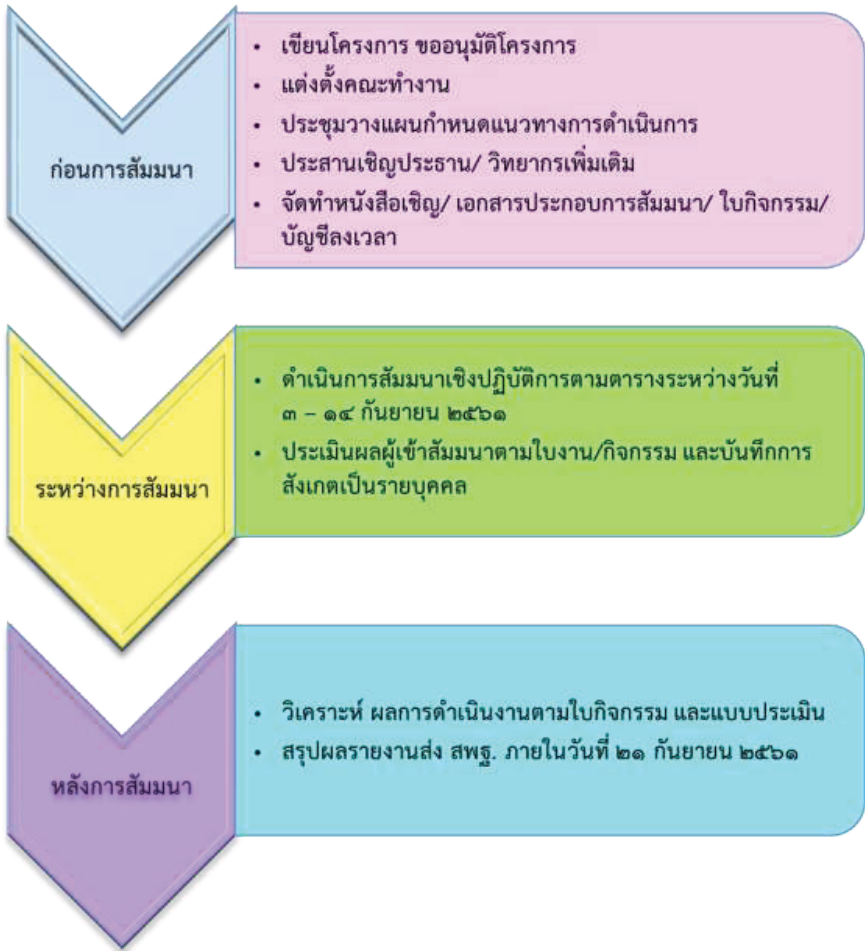 ก่อนการสัมมนา
• เขียนโครงการ ขออนุมัติโครงการ
• แต่งตั้งคณะทำงาน
• ประชุมวางแผนกำหนดแนวทางการดำเนินการ
• ประสานเชิญประธาน/ วิทยากรเพิ่มเติม
• จัดทำหนังสือเชิญ/ เอกสารประกอบการสัมมนา/ ใบกิจกรรม/
บัญชีลงเวลา
ระหว่างการสัมมนา
• ดำเนินการสัมมนาเชิงปฏิบัติการตามตารางระหว่างวันที่
๓ – ๑๔ กันยายน ๒๕๖๑
• ประเมินผลผู้เข้าสัมมนาตามใบงาน/กิจกรรม และบันทึกการ
สังเกตเป็นรายบุคคล
หลังการสัมมนา
• วิเคราะห์ ผลการดำเนินงานตามใบกิจกรรม และแบบประเมิน
• สรุปผลรายงานส่ง สพฐ. ภายในวันที่ ๒๑ กันยายน ๒๕๖๑